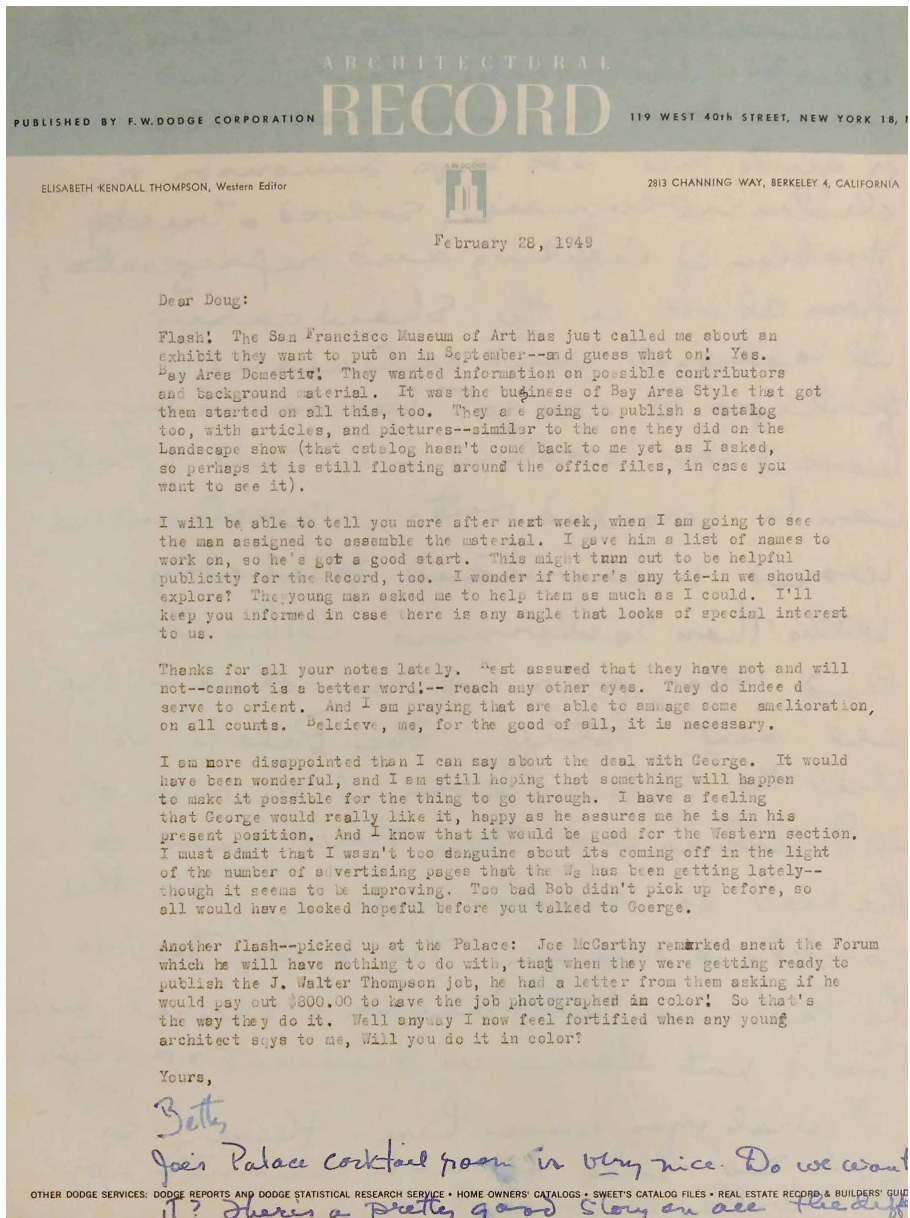 ARCHITECTURAL
RECORD
PUBLISHED BY F.W. DODGE CORPORATION
119 WEST 40th STREET, NEW YORK 18,
ELISABETH KENDALL THOMPSON, Western Editor
2813 CHANNING WAY, BERKELEY 4, CALIFORNIA
February 28, 1949
Dear Doug:
Flash! The San Francisco Museum of Art has just called me about an
exhibit they want to put on in September--and guess what on! Yes.
Bay Area Domestic! They wanted information on possible contributors
and background material. It was the business of Bay Area Style that got
them started on all this, too. They are going to publish a catalog
too, with articles, and pictures--similar to the one they did on the
Landscape show (that catalog hasn't come back to me yet as I asked,
so perhaps it is still floating around the office files, in case you
want to see it).
I will be able to tell you more after next week, when I am going to see
the man assigned to assemble the material. I gave him a list of names to
work on, so he's got a good start. This might trun out to be helpful
publicity for the Record, too. I wonder if there's any tie-in we should
explore? The young man asked me to help them as much as I could. I'll
keep you informed in case there is any angle that looks of special interest
to us.
Thanks for all your notes lately. Rest assured that they have not and will
not--cannot is a better word!-- reach any other eyes. They do indee d
serve to orient. And I am praying that are able to amnage some amelioration,
on all counts. Beleieve, me, for the good of all, it is necessary.
I am more disappointed than I can say about the deal with George. It would
have been wonderful, and I am still hoping that something will happen
to make it possible for the thing to go through. I have a feeling
that George would really like it, happy as he assures me he is in his
present position. And I know that it would be good for the Western section.
I must admit that I wasn't too danguine about its coming off in the light
of the number of advertising pages that the Ws has been getting lately--
though it seems to be improving. Too bad Bob didn't pick up before, so
all would have looked hopeful before you talked to Goerge.
Another flash--picked up at the Palace: Joe McCarthy remarked anent the Forum
which he will have nothing to do with, that when they were getting ready to
publish the J. Walter Thompson job, he had a letter from them asking if he
would pay out $800.00 to have the job photographed in color! So that's
the way they do it. Well anyway I now feel fortified when any young
architect says to me, Will you do it in color?
Yours,
Betty
Joe's Palace cocktail room is very nice. Do we want
OTHER DODGE SERVICES: DODGE REPORTS AND DODGE STATISTICAL RESEARCH SERVICE • HOME OWNERS' CATALOGS • SWEET'S CATALOG FILES • REAL ESTATE RECORD & BUILDERS' GUID
it? There's a pretty good story on all the diff